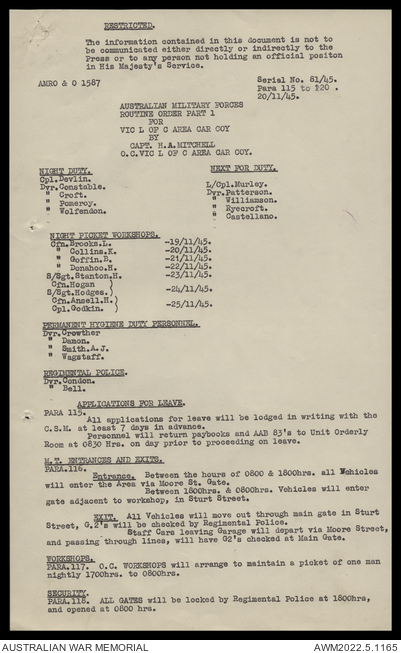 RESTRICTED.
The information contained in this document is not to
be communicated either directly or indirectly to the
Press or to any person not holding an official positon
in His Majesty's Service.
AMRO & O 1587
Serial No. 81/45.
Para 115 to 120.
20/11/45.
AUSTRALIAN MILITARY FORCES
ROUTINE ORDER PART 1
FOR
VIC L OF C AREA CAR COY
BY
CAPT. H.A.MITCHELL
O.C.VIC L OF C AREA CAR COY.
NIGHT DUTY.
Cpl.Devlin.
Dvr.Constable.
" Croft.
" Pomeroy.
" Wolfendon.
NEXT FOR DUTY.
L/Cpl.Murley.
Dvr.Patterson.
" Williamson.
" Ryecroft.
" Castellano.
NIGHT PICKET WORKSHOPS.
Cfn.Brooks.L. -19/11/45.
" Collins.K. -20/11/45.
" Goffin.B. -21/11/45.
" Donahoo.H. -22/11/45.
S/Sgt.Stanton.H. -23/11/45.
Cfn.Hogan )
S/Sgt.Hodges.) -24/11/45.
Cfn.Ansell.H.)
Cpl.Godkin. ) -25/11/45.
PERMANENT HYGIENE DUTY PERSONNEL.
Dvr.Crowther
" Damon.
" Smith.A.J.
" Wagstaff.
REGIMENTAL POLICE.
Dvr.Condon.
" Bell.
APPLICATIONS FOR LEAVE.
PARA 115.
All applications for leave will be lodged in writing with the
C.S.M. at least 7 days in advance.
Personnel will return paybooks and AAB 83's to Unit Orderly
Room at 0830 Hrs. on day prior to proceeding on leave.
M.T. ENTRANCES AND EXITS.
PARA.116.
Entrance. Between the hours of 0800 & 1800hrs. all Vehicles
will enter the Area via Moore St. Gate.
Between 1800hrs. & 0800hrs. Vehicles will enter
gate adjacent to workshop, in Sturt Street.
EXIT. All Vehicles will move out through main gate in Sturt
Street, G.2's will be checked by Regimental Police.
Staff Cars leaving Garage will depart via Moore Street,
and passing through lines, will have G2's checked at Main Gate.
WORKSHOPS.
PARA.117. O.C. WORKSHOPS will arrange to maintain a picket of one man
nightly 1700hrs. to 0800hrs.
SECURITY.
PARA.118. ALL GATES will be locked by Regimental Police at 1800hrs,
and opened at 0800 hrs.
AUSTRALIAN WAR MEMORIAL
AWM2022.5.1165